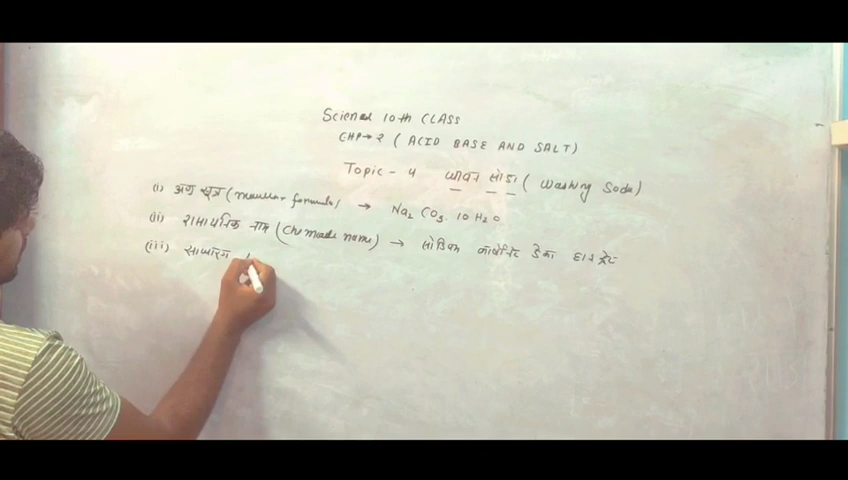 Science 10th CLASS
CHP→2 ( ACID BASE AND SALT)
Topic - 4 धावन सोडा ( Washing Soda)
(i) अणु सूत्र (molecular formula) → Na2 CO3. 10 H2O
(ii) रासायनिक नाम (Chemical name) → सोडियम कार्बोनेट डेका हाइड्रेट
(iii) साधारण